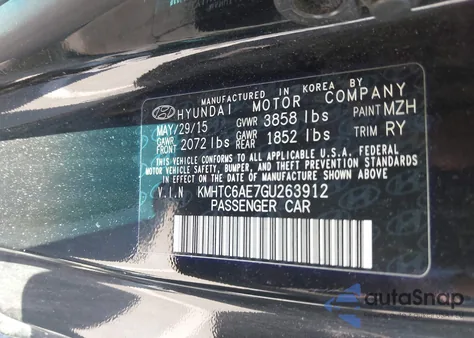 MANUFACTURED IN KOREA BY
HYUNDAI MOTOR COMPANY
MAY/29/15 GVWR 3858 lbs PAINT MZH
GAWR FRONT 2072 lbs GAWR REAR 1852 lbs TRIM RY
THIS VEHICLE CONFORMS TO ALL APPLICABLE U.S.A. FEDERAL
MOTOR VEHICLE SAFETY, BUMPER, AND THEFT PREVENTION STANDARDS
IN EFFECT ON THE DATE OF MANUFACTURE SHOWN ABOVE.
V.I.N KMHTC6AE7GU263912
PASSENGER CAR
autoSnap